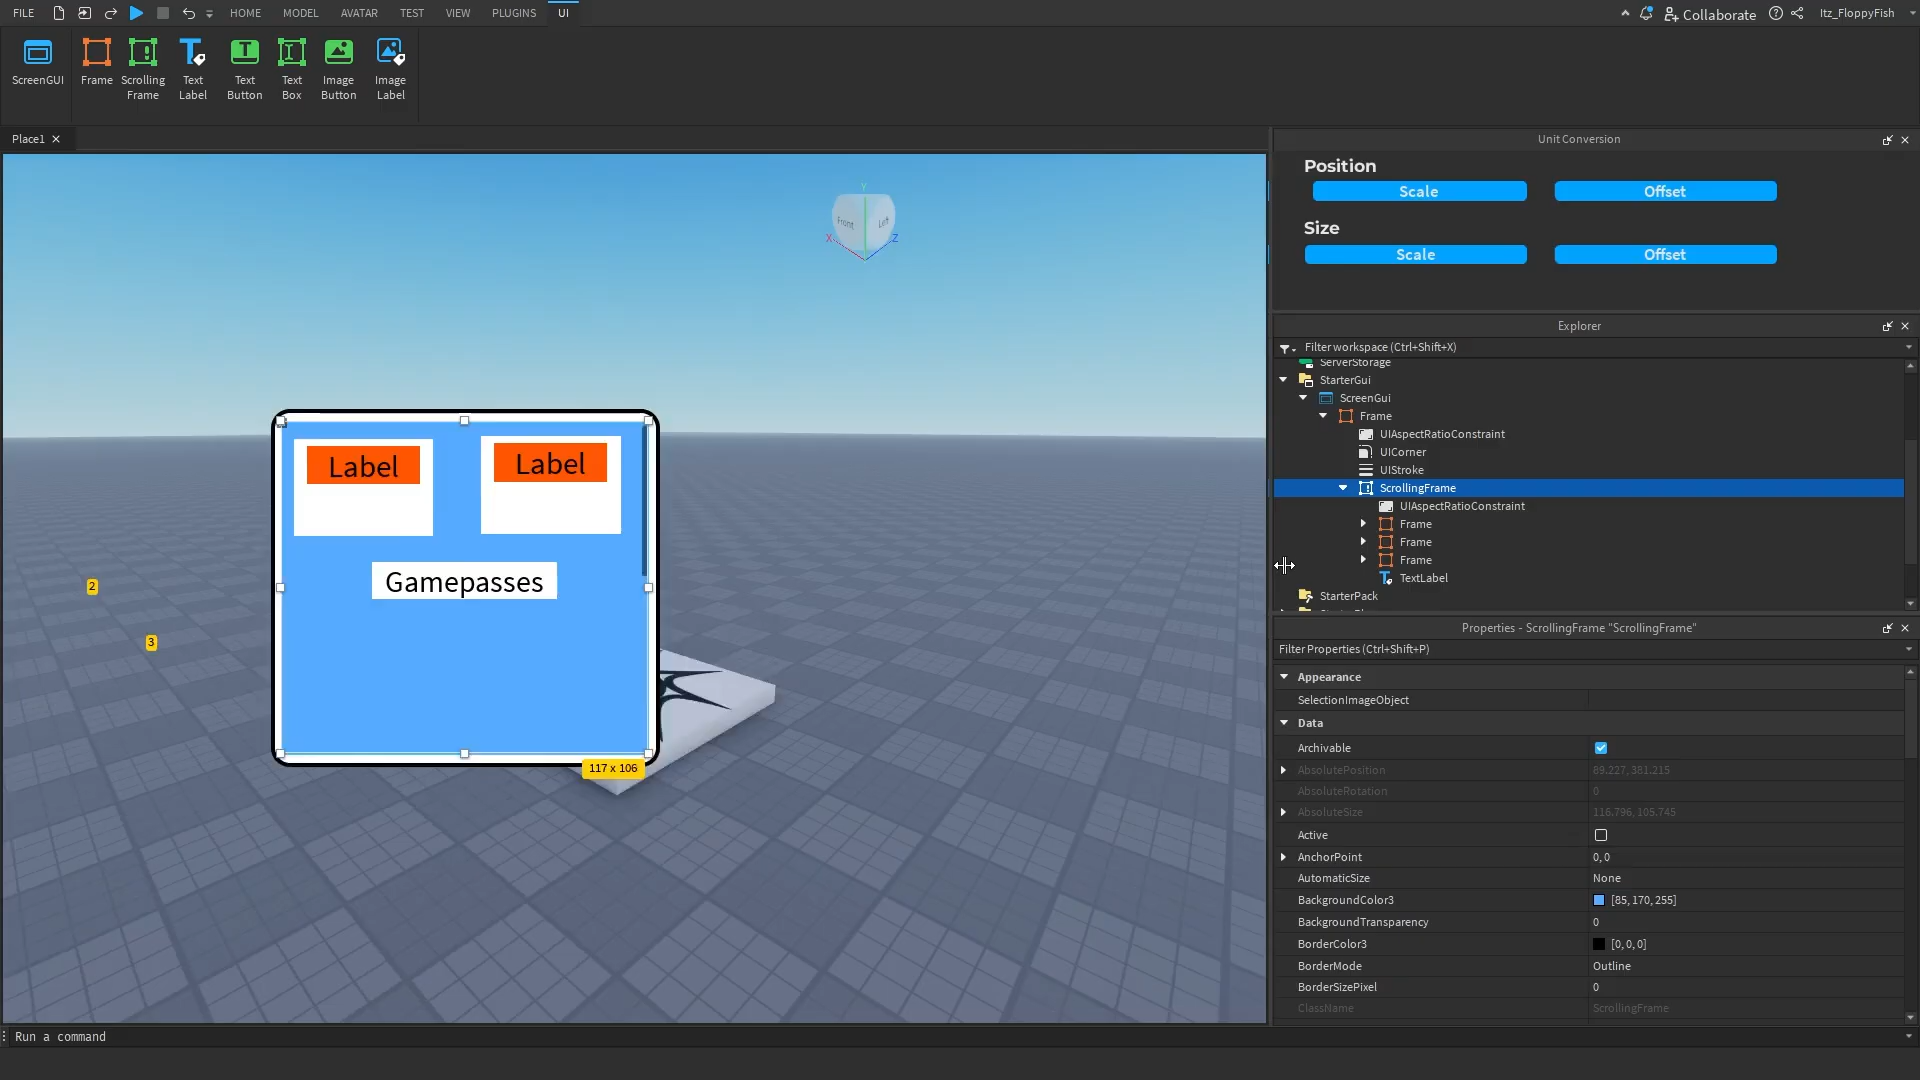 FILE HOME MODEL AVATAR TEST VIEW PLUGINS UI Collaborate Itz_FloppyFish
ScreenGUI Frame Scrolling Frame Text Label Text Button Text Box Image Button Image Label
Place1
Unit Conversion
Position
Scale Offset
Size
Scale Offset
Y
Front Left
X Z
Explorer
Filter workspace (Ctrl+Shift+X)
ServerStorage
StarterGui
ScreenGui
Frame
UIAspectRatioConstraint
UICorner
UIStroke
ScrollingFrame
UIAspectRatioConstraint
Frame
Frame
Frame
TextLabel
StarterPack
Label Label
Gamepasses
2
3
117 x 106
Properties - ScrollingFrame "ScrollingFrame"
Filter Properties (Ctrl+Shift+P)
Appearance
SelectionImageObject
Data
Archivable
AbsolutePosition 89.227, 381.215
AbsoluteRotation 0
AbsoluteSize 116.796, 105.745
Active
AnchorPoint 0, 0
AutomaticSize None
BackgroundColor3 [85, 170, 255]
BackgroundTransparency 0
BorderColor3 [0, 0, 0]
BorderMode Outline
BorderSizePixel 0
ClassName ScrollingFrame
Run a command